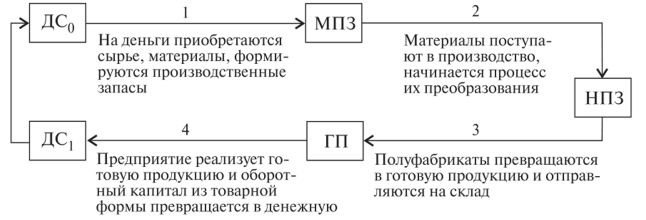 ДС0
1
МПЗ
2
На деньги приобретаются
сырье, материалы, форми-
руются производственные
запасы
Материалы поступа-
ют в производство,
начинается процесс
их преобразования
НПЗ
ДС1
4
ГП
3
Предприятие реализует го-
товую продукцию и оборот-
ный капитал из товарной
формы превращается в денежную
Полуфабрикаты превращаются
в готовую продукцию и отправ-
ляются на склад